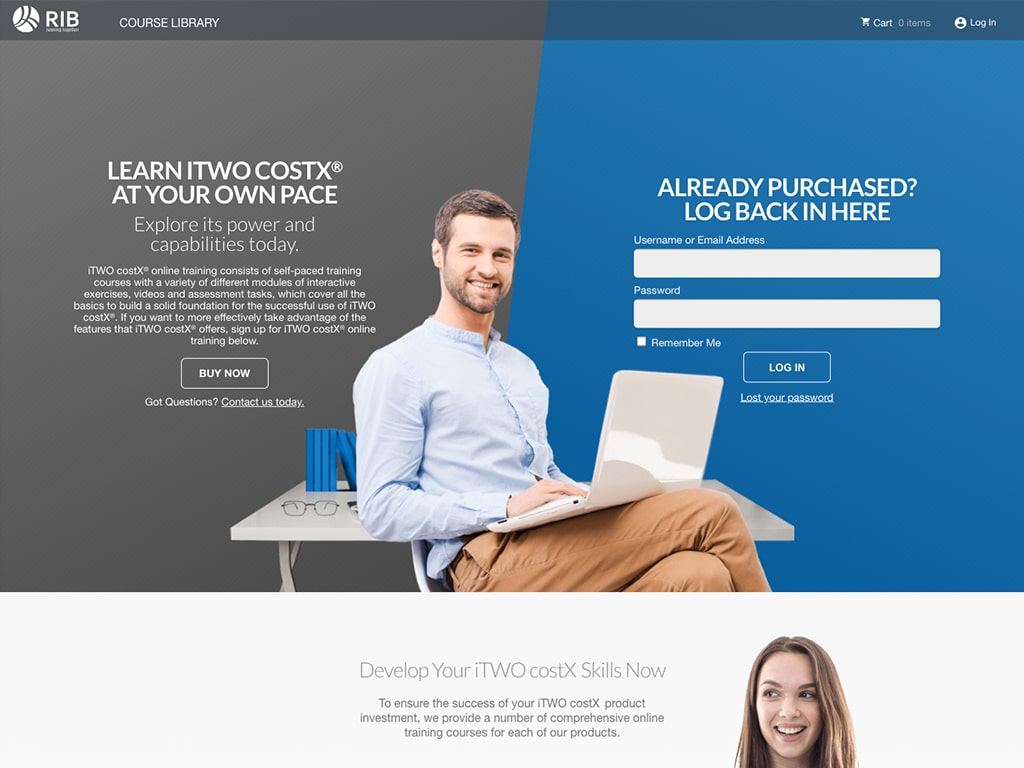 RIB
running together
COURSE LIBRARY
Cart 0 items
Log In
LEARN ITWO COSTX®
AT YOUR OWN PACE
Explore its power and
capabilities today.
iTWO costX® online training consists of self-paced training
courses with a variety of different modules of interactive
exercises, videos and assessment tasks, which cover all the
basics to build a solid foundation for the successful use of iTWO
costX®. If you want to more effectively take advantage of the
features that iTWO costX® offers, sign up for iTWO costX® online
training below.
BUY NOW
Got Questions? Contact us today.
ALREADY PURCHASED?
LOG BACK IN HERE
Username or Email Address
Password
Remember Me
LOG IN
Lost your password
Develop Your iTWO costX Skills Now
To ensure the success of your iTWO costX product
investment, we provide a number of comprehensive online
training courses for each of our products.